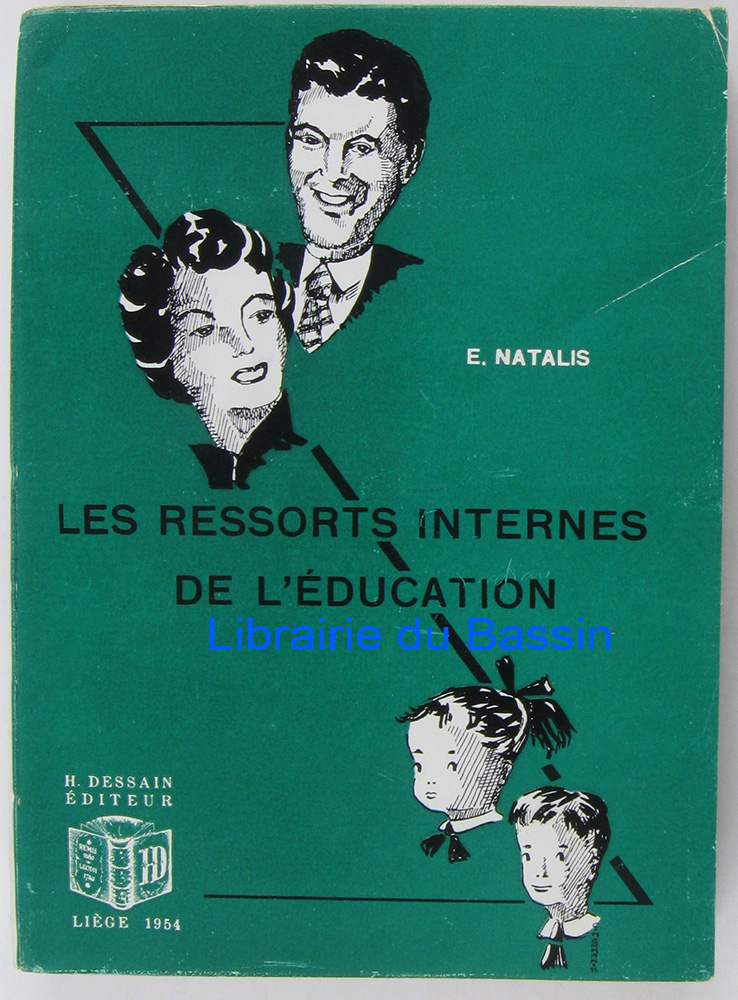 E. NATALIS
LES RESSORTS INTERNES
DE L'ÉDUCATION
Librairie du Bassin
H. DESSAIN
ÉDITEUR
HD
LIÈGE 1954